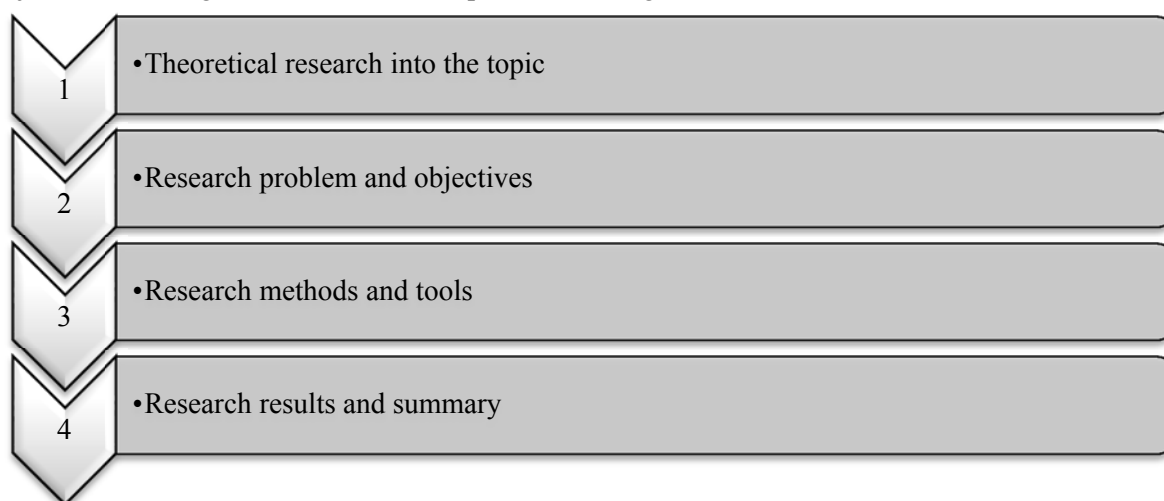 1
•Theoretical research into the topic
2
•Research problem and objectives
3
•Research methods and tools
4
•Research results and summary